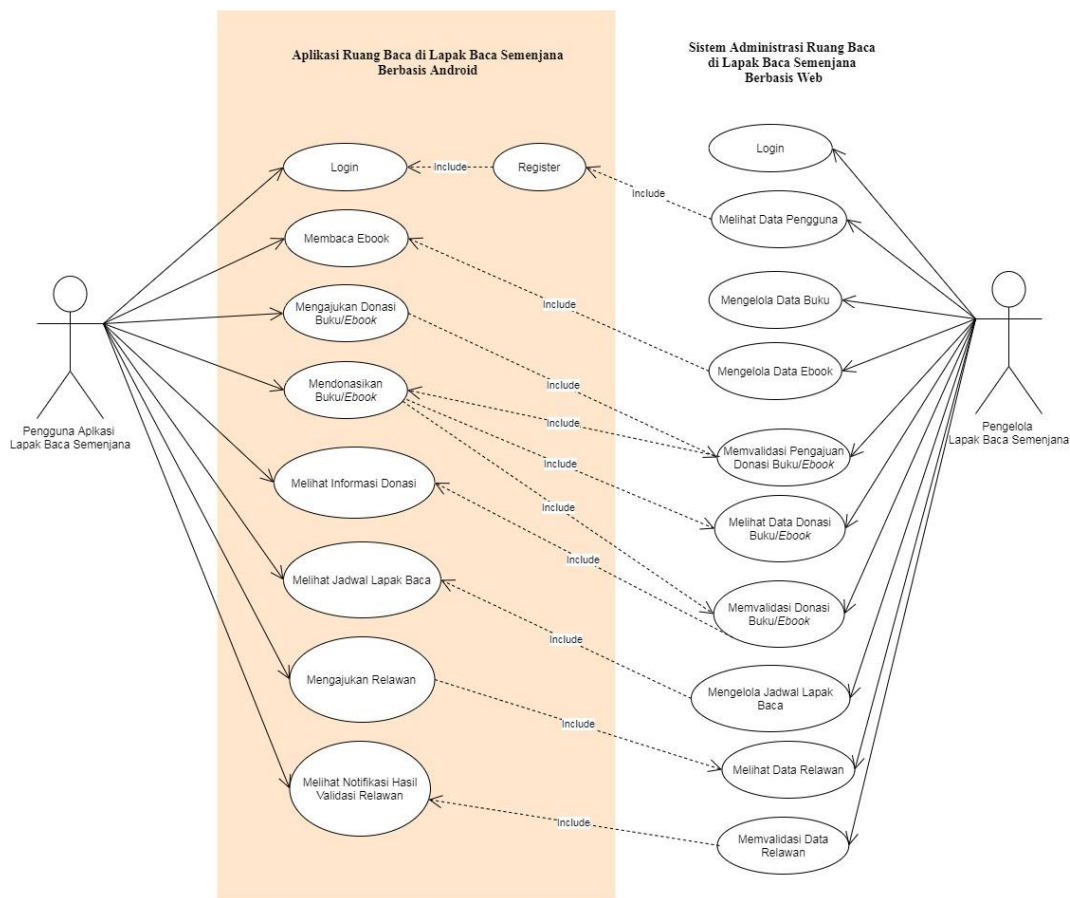 Aplikasi Ruang Baca di Lapak Baca Semenjana
Berbasis Android
Sistem Administrasi Ruang Baca
di Lapak Baca Semenjana
Berbasis Web
Login
Include
Register
Include
Login
Melihat Data Pengguna
Membaca Ebook
Mengajukan Donasi
Buku/Ebook
Include
Mengelola Data Buku
Mendonasikan
Buku/Ebook
Include
Mengelola Data Ebook
Pengguna Aplkasi
Lapak Baca Semenjana
Pengelola
Lapak Baca Semenjana
Include
Memvalidasi Pengajuan
Donasi Buku/Ebook
Melihat Informasi Donasi
Include
Include
Melihat Data Donasi
Buku/Ebook
Melihat Jadwal Lapak Baca
Include
Memvalidasi Donasi
Buku/Ebook
Include
Mengajukan Relawan
Mengelola Jadwal Lapak
Baca
Include
Melihat Data Relawan
Melihat Notifikasi Hasil
Validasi Relawan
Include
Memvalidasi Data
Relawan